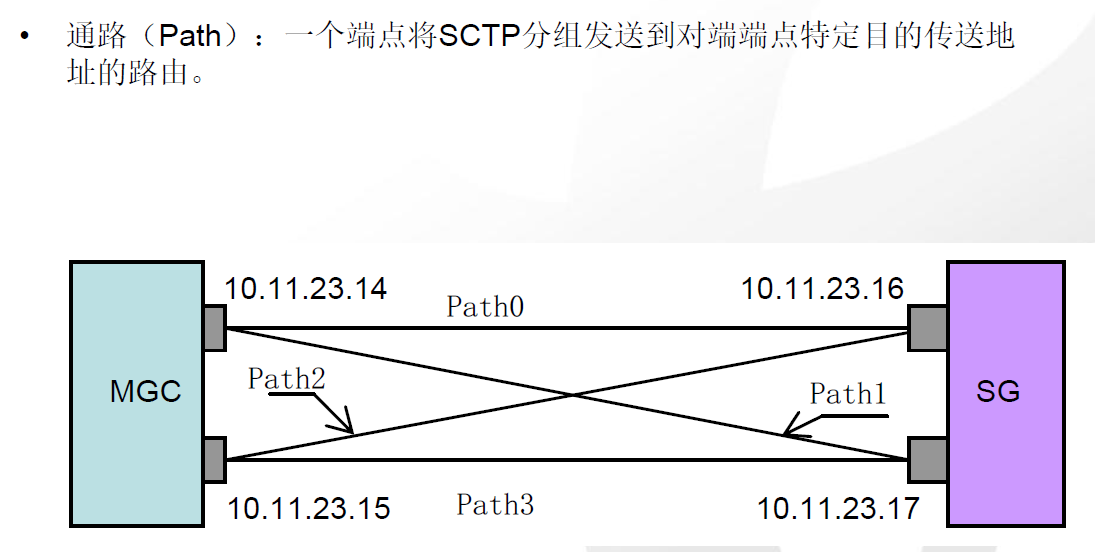 • 通路（Path）：一个端点将SCTP分组发送到对端端点特定目的传送地
址的路由。
10.11.23.14
Path0
10.11.23.16
MGC
Path2
Path1
SG
10.11.23.15
Path3
10.11.23.17